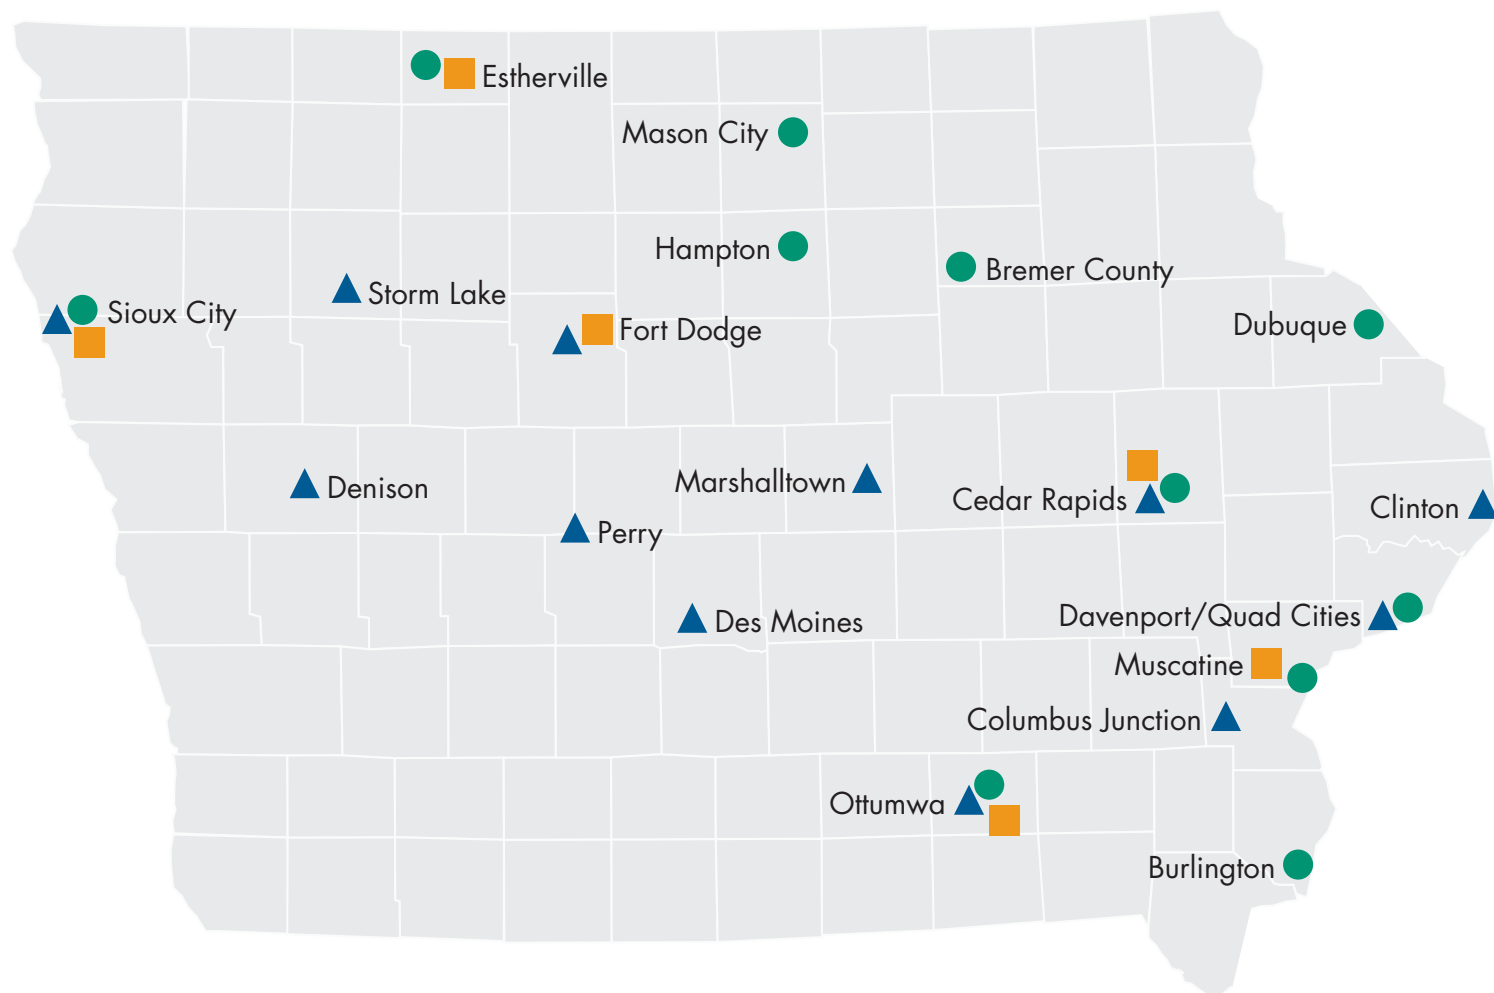 Estherville
Mason City
Hampton
Bremer County
Storm Lake
Sioux City
Fort Dodge
Dubuque
Marshalltown
Denison
Cedar Rapids
Clinton
Perry
Des Moines
Davenport/Quad Cities
Muscatine
Columbus Junction
Ottumwa
Burlington